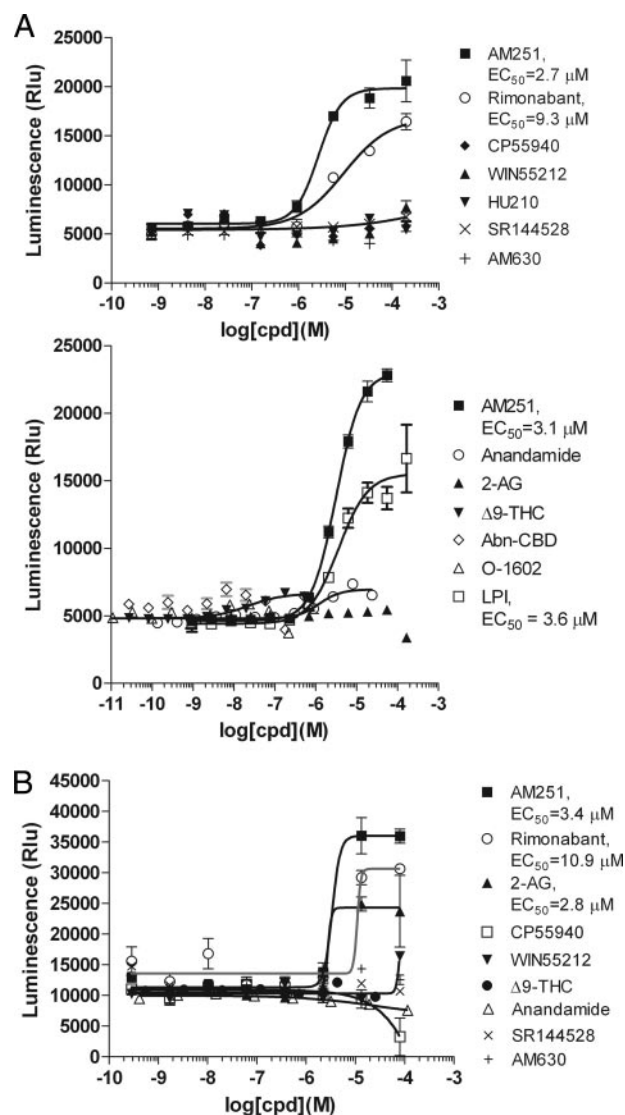 A
Luminescence (Rlu)
25000
20000
15000
10000
5000
0
-10 -9 -8 -7 -6 -5 -4 -3
log[cpd](M)
AM251,
EC50=2.7 μM
Rimonabant,
EC50=9.3 μM
CP55940
WIN55212
HU210
SR144528
AM630
Luminescence (Rlu)
25000
20000
15000
10000
5000
0
-11 -10 -9 -8 -7 -6 -5 -4 -3
log[cpd](M)
AM251,
EC50=3.1 μM
Anandamide
2-AG
Δ9-THC
Abn-CBD
O-1602
LPI,
EC50 = 3.6 μM
B
Luminescence (Rlu)
45000
40000
35000
30000
25000
20000
15000
10000
5000
0
-10 -9 -8 -7 -6 -5 -4 -3
log[cpd](M)
AM251,
EC50=3.4 μM
Rimonabant,
EC50=10.9 μM
2-AG,
EC50=2.8 μM
CP55940
WIN55212
Δ9-THC
Anandamide
SR144528
AM630